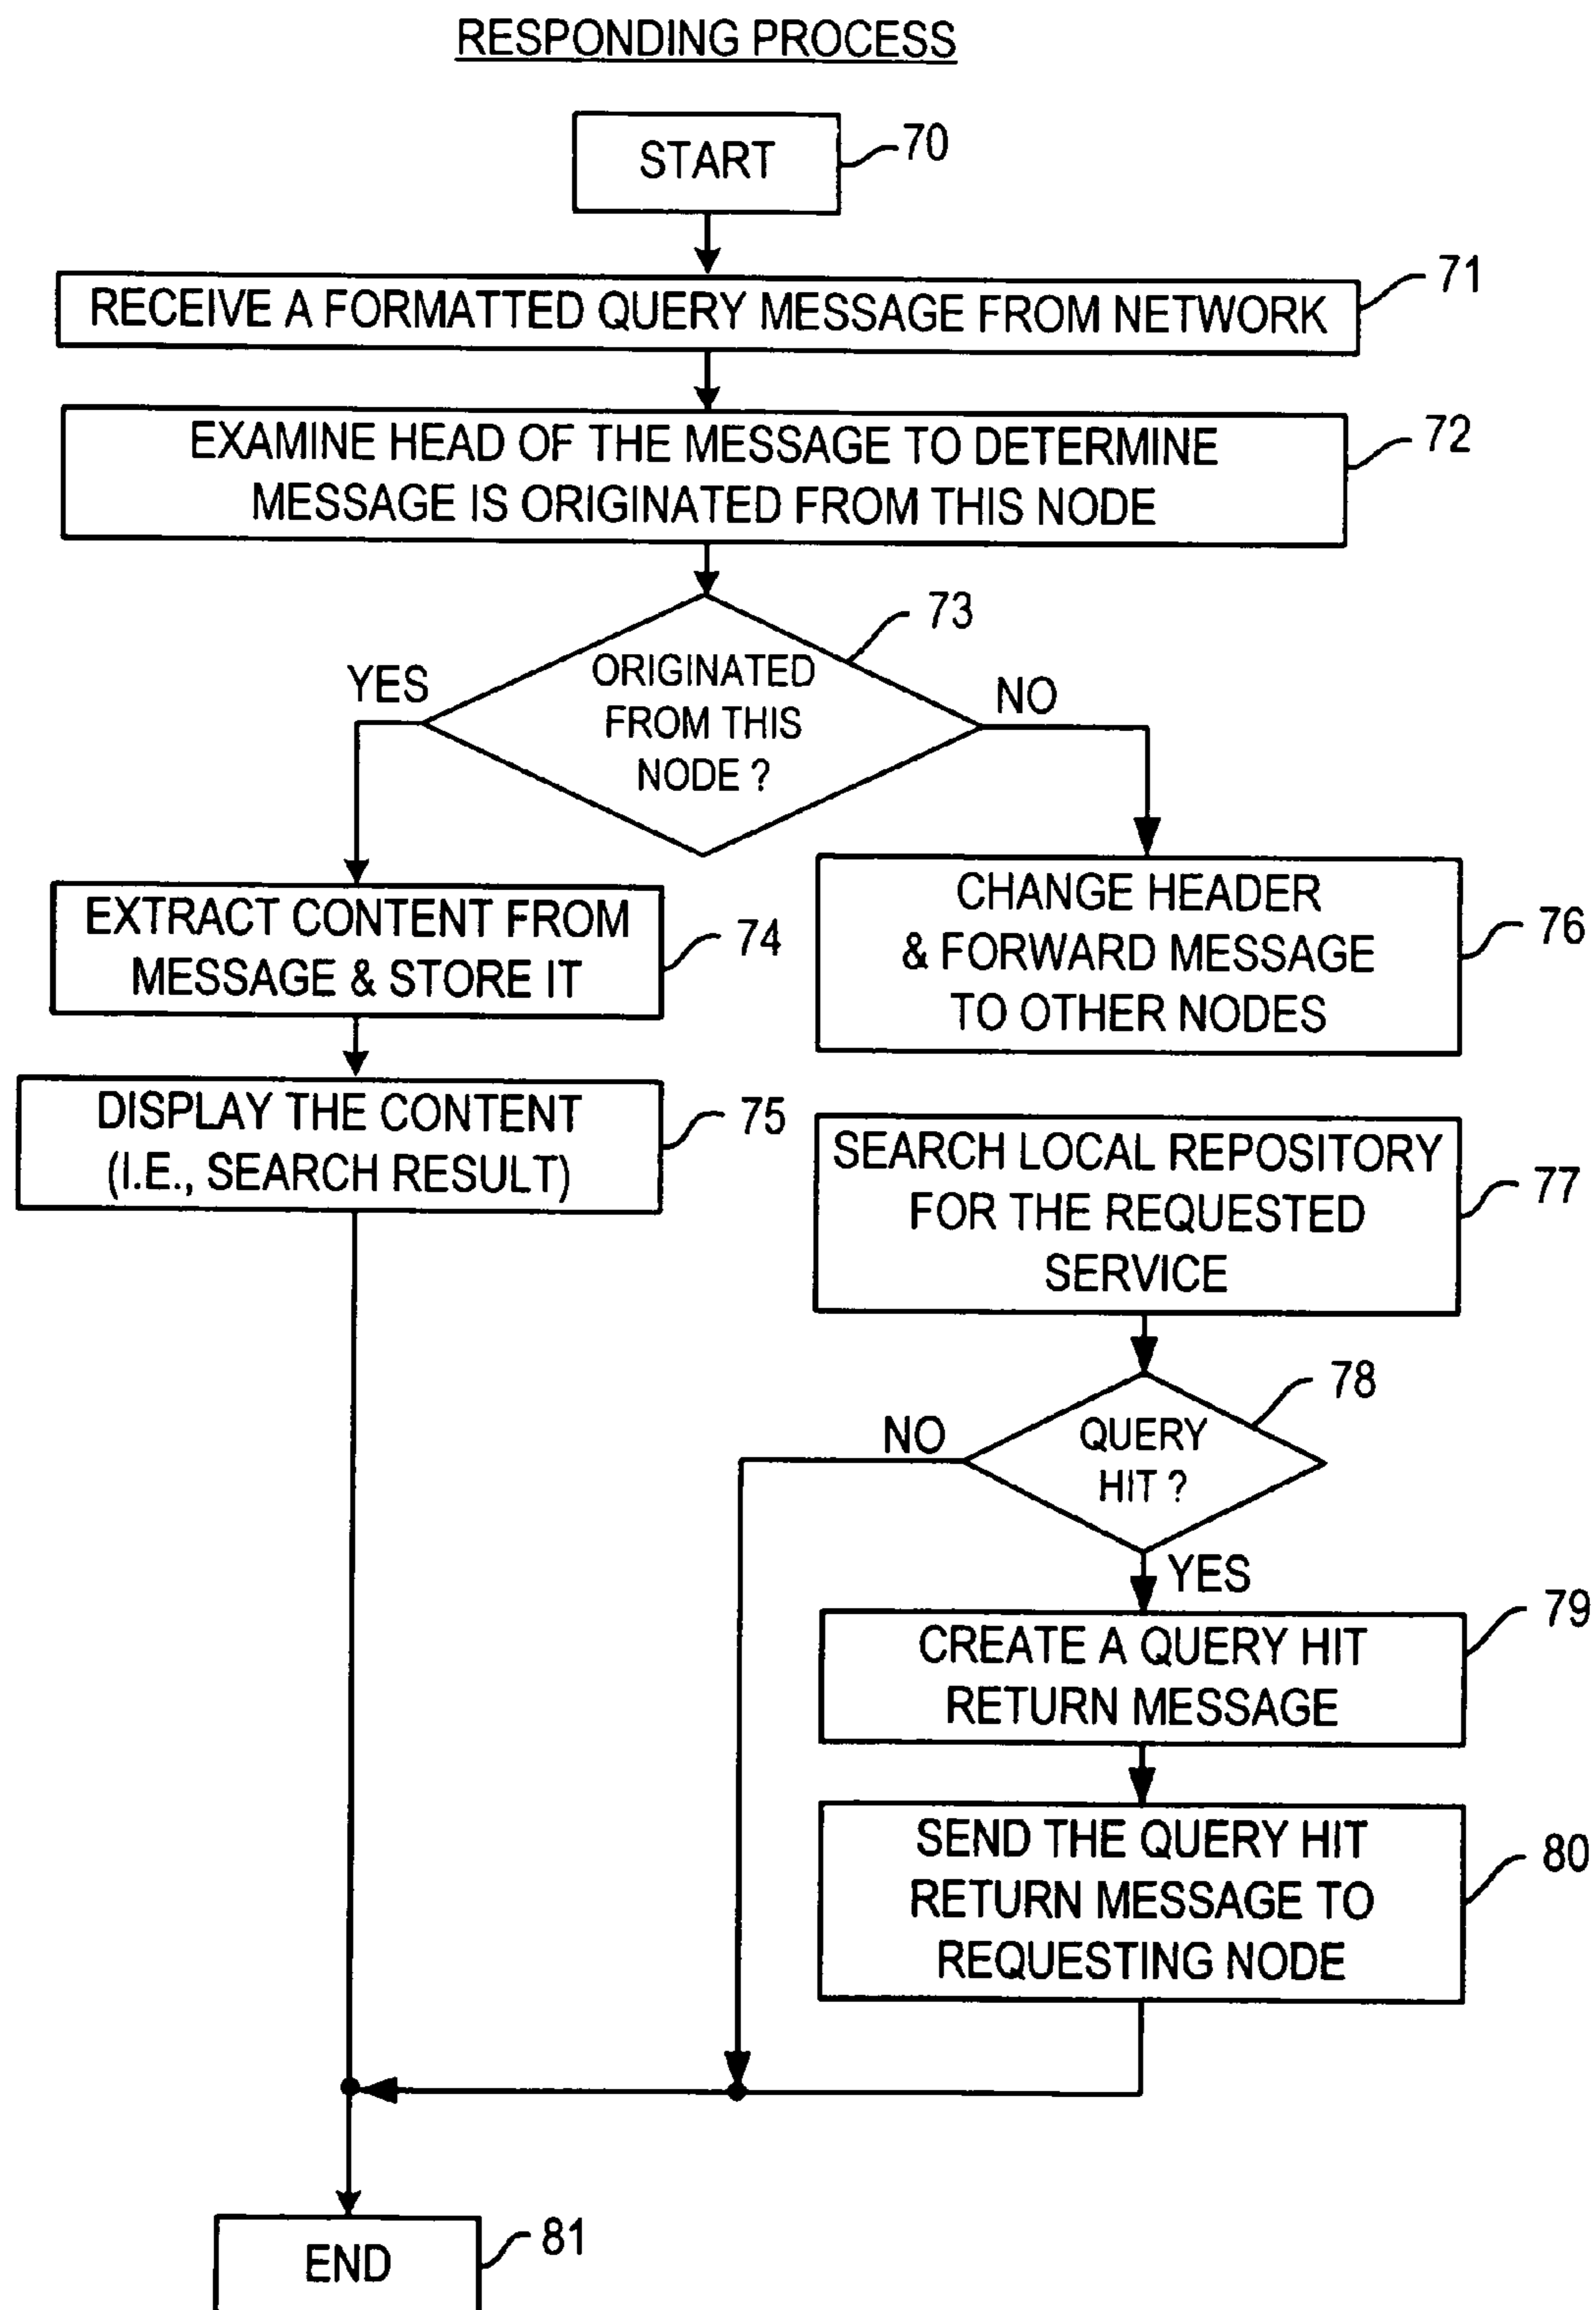 RESPONDING PROCESS
START
70
RECEIVE A FORMATTED QUERY MESSAGE FROM NETWORK
71
EXAMINE HEAD OF THE MESSAGE TO DETERMINE
MESSAGE IS ORIGINATED FROM THIS NODE
72
73
ORIGINATED
FROM THIS
NODE ?
YES
NO
EXTRACT CONTENT FROM
MESSAGE & STORE IT
74
CHANGE HEADER
& FORWARD MESSAGE
TO OTHER NODES
76
DISPLAY THE CONTENT
(I.E., SEARCH RESULT)
75
SEARCH LOCAL REPOSITORY
FOR THE REQUESTED
SERVICE
77
78
NO
QUERY
HIT ?
YES
CREATE A QUERY HIT
RETURN MESSAGE
79
SEND THE QUERY HIT
RETURN MESSAGE TO
REQUESTING NODE
80
END
81